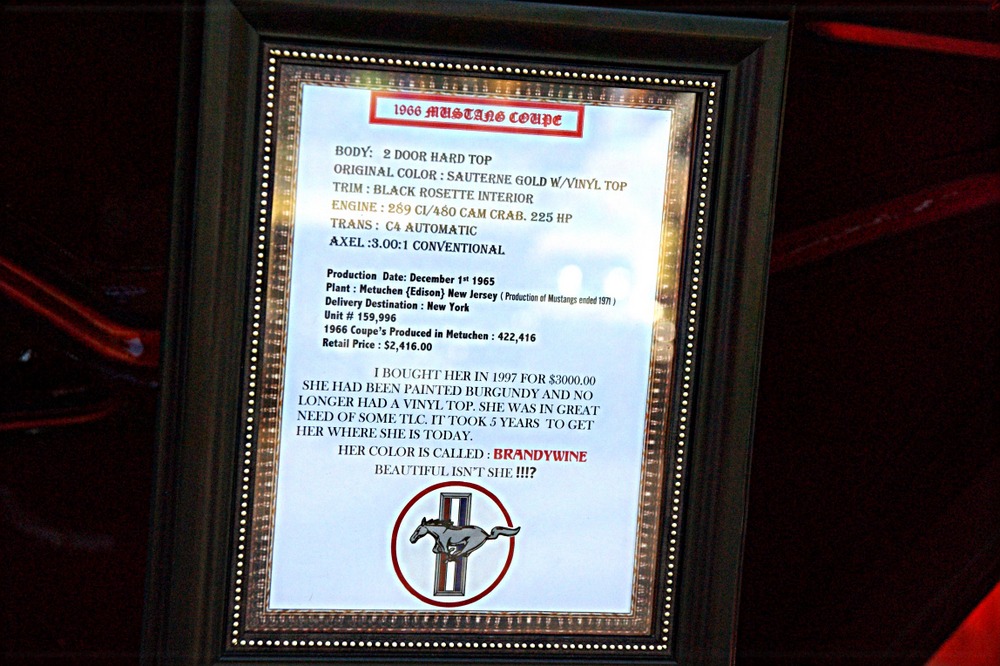 1966 MUSTANG COUPE
BODY: 2 DOOR HARD TOP
ORIGINAL COLOR : SAUTERNE GOLD W/VINYL TOP
TRIM : BLACK ROSETTE INTERIOR
ENGINE : 289 CI/480 CAM CRAB. 225 HP
TRANS : C4 AUTOMATIC
AXEL :3.00:1 CONVENTIONAL
Production Date: December 1st 1965
Plant : Metuchen {Edison} New Jersey ( Production of Mustangs ended 1971 )
Delivery Destination : New York
Unit # 159,996
1966 Coupe's Produced in Metuchen : 422,416
Retail Price : $2,416.00
I BOUGHT HER IN 1997 FOR $3000.00
SHE HAD BEEN PAINTED BURGUNDY AND NO
LONGER HAD A VINYL TOP. SHE WAS IN GREAT
NEED OF SOME TLC. IT TOOK 5 YEARS TO GET
HER WHERE SHE IS TODAY.
HER COLOR IS CALLED : BRANDYWINE
BEAUTIFUL ISN'T SHE !!!?